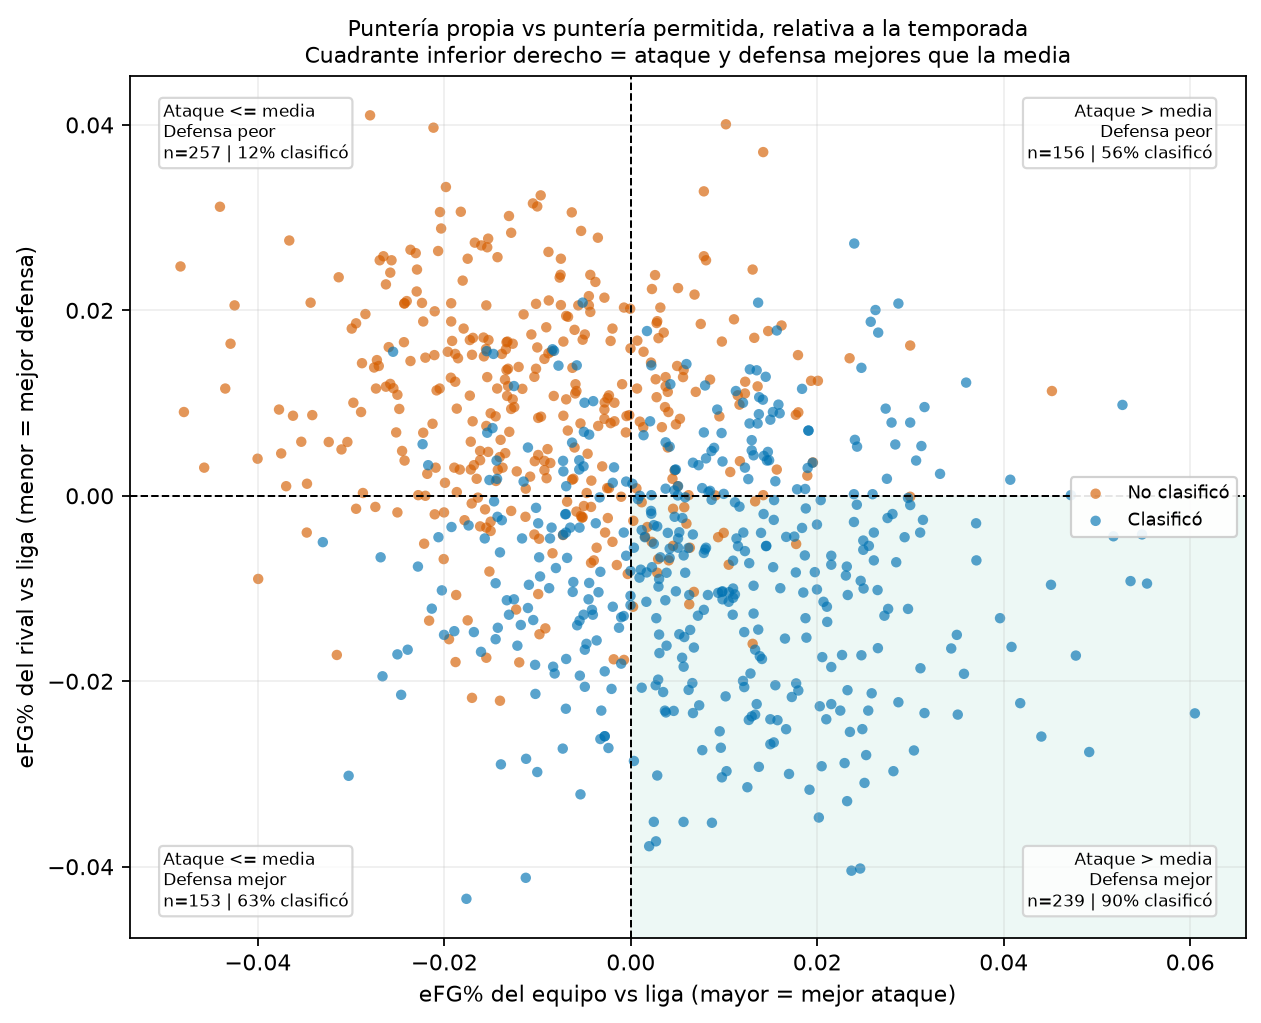 Puntería propia vs puntería permitida, relativa a la temporada
Cuadrante inferior derecho = ataque y defensa mejores que la media
Ataque <= media
Defensa peor
n=257 | 12% clasificó
Ataque > media
Defensa peor
n=156 | 56% clasificó
eFG% del rival vs liga (menor = mejor defensa)
0.04
0.02
0.00
−0.02
−0.04
No clasificó
Clasificó
Ataque <= media
Defensa mejor
n=153 | 63% clasificó
Ataque > media
Defensa mejor
n=239 | 90% clasificó
−0.04
−0.02
0.00
0.02
0.04
0.06
eFG% del equipo vs liga (mayor = mejor ataque)